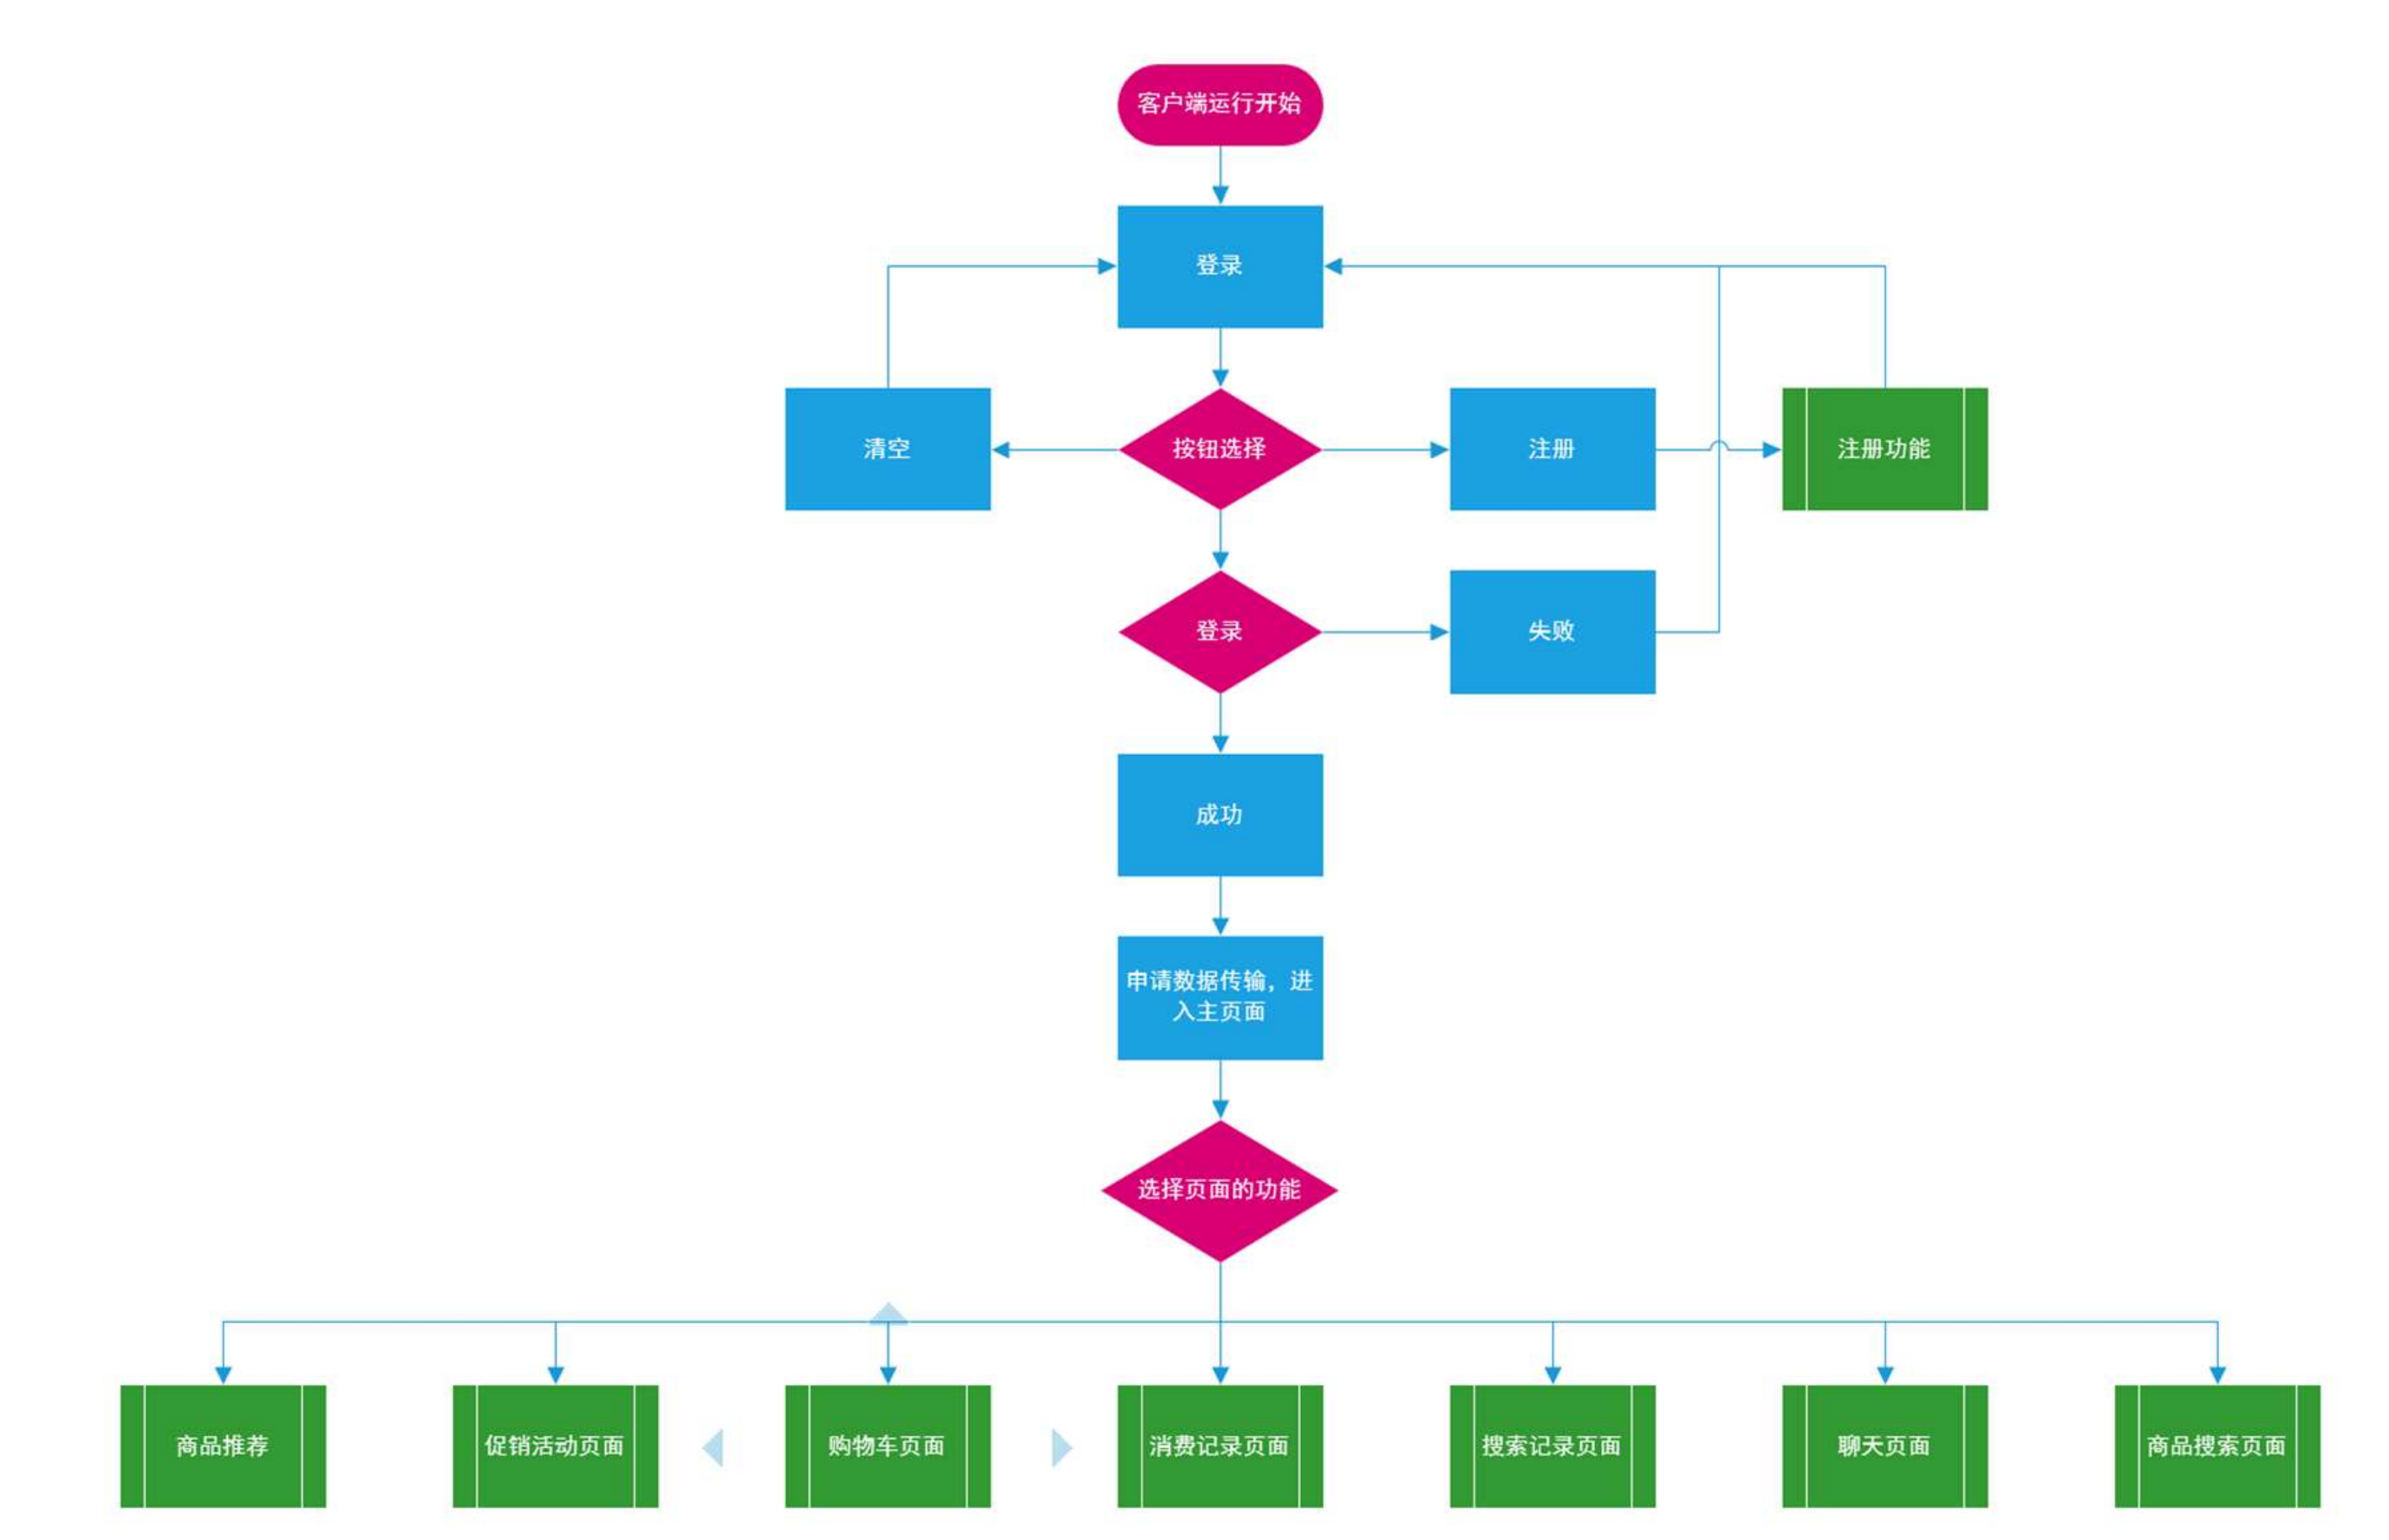 客户端运行开始
登录
清空
按钮选择
注册
注册功能
登录
失败
成功
申请数据传输，进
入主页面
选择页面的功能
商品推荐
促销活动页面
购物车页面
消费记录页面
搜索记录页面
聊天页面
商品搜索页面